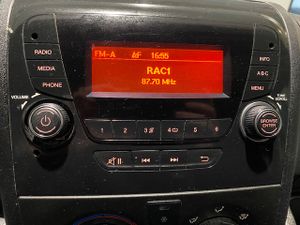 FM-A AF 16:55
RAC1
87.70 MHz
RADIO
MEDIA
PHONE
INFO
A-B-C
MENU
VOLUME
BROWSE
ENTER
1 2 3 4 5 6